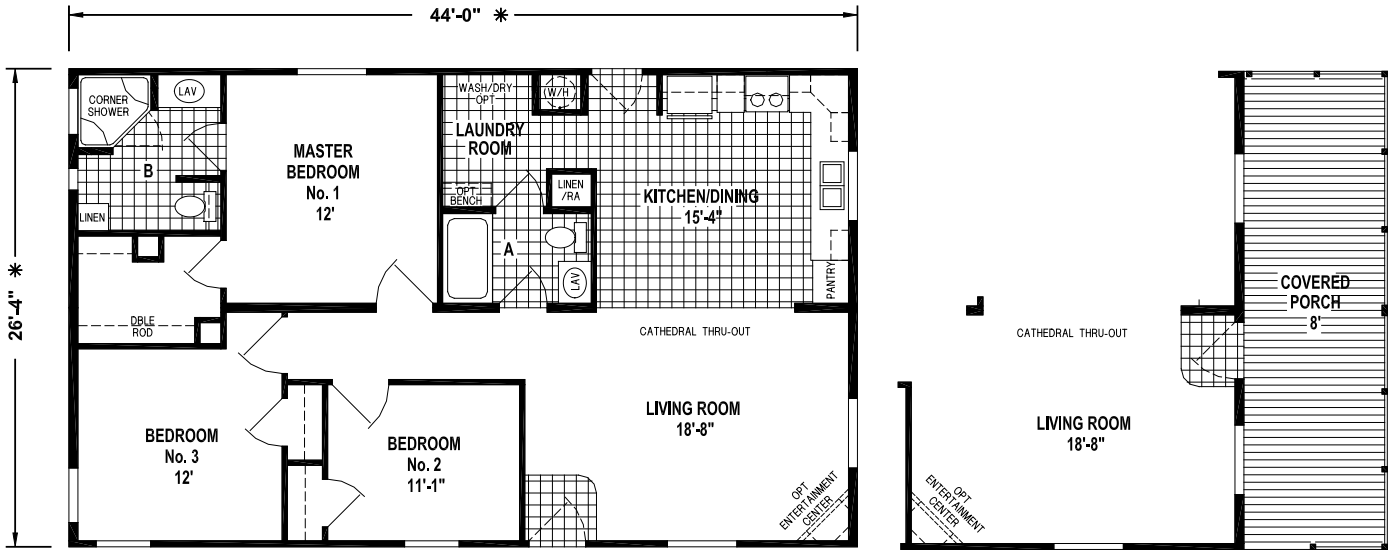 44'-0" *
26'-4" *
CORNER
SHOWER
LAV
B
LINEN
MASTER
BEDROOM
No. 1
12'
WASH/DRY
OPT
W/H
LAUNDRY
ROOM
OPT
BENCH
LINEN
/RA
A
LAV
KITCHEN/DINING
15'-4"
PANTRY
DBLE
ROD
CATHEDRAL THRU-OUT
LIVING ROOM
18'-8"
BEDROOM
No. 3
12'
BEDROOM
No. 2
11'-1"
OPT
ENTERTAINMENT
CENTER
COVERED
PORCH
8'
CATHEDRAL THRU-OUT
LIVING ROOM
18'-8"
OPT
ENTERTAINMENT
CENTER